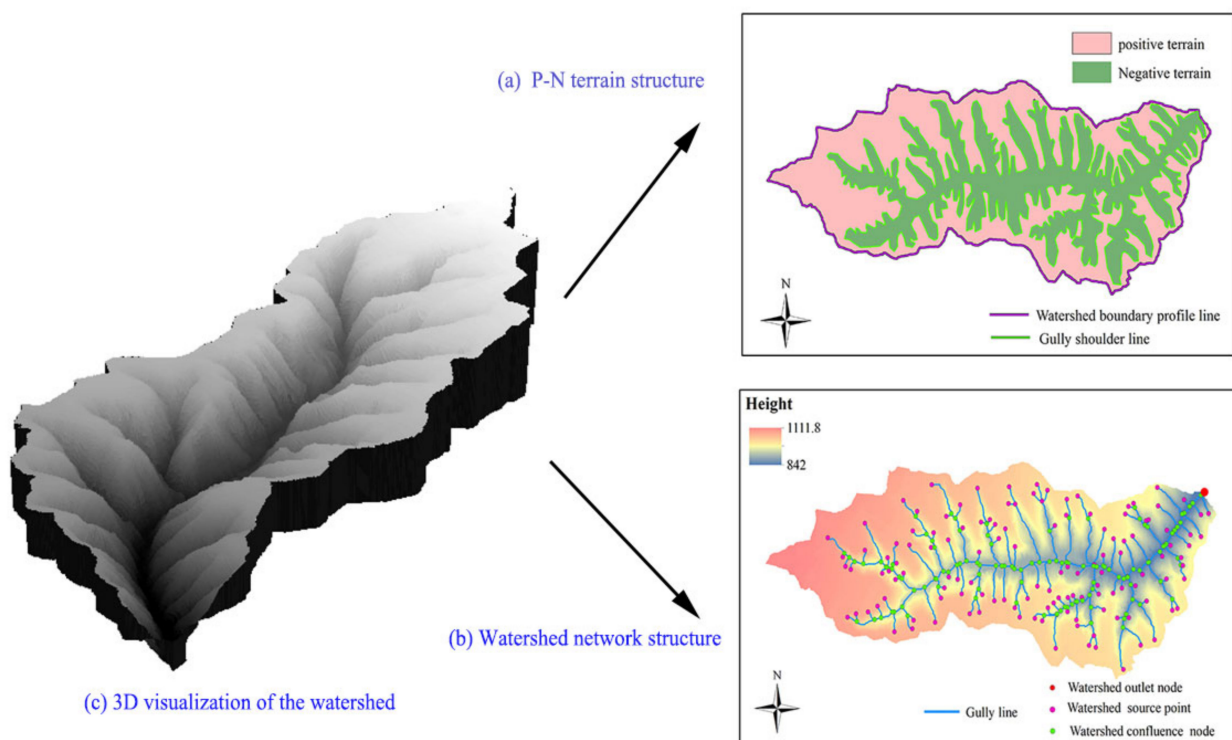 (a) P-N terrain structure
positive terrain
Negative terrain
N
Watershed boundary profile line
Gully shoulder line
Height
1111.8
842
(b) Watershed network structure
N
Gully line
Watershed outlet node
Watershed source point
Watershed confluence node
(c) 3D visualization of the watershed